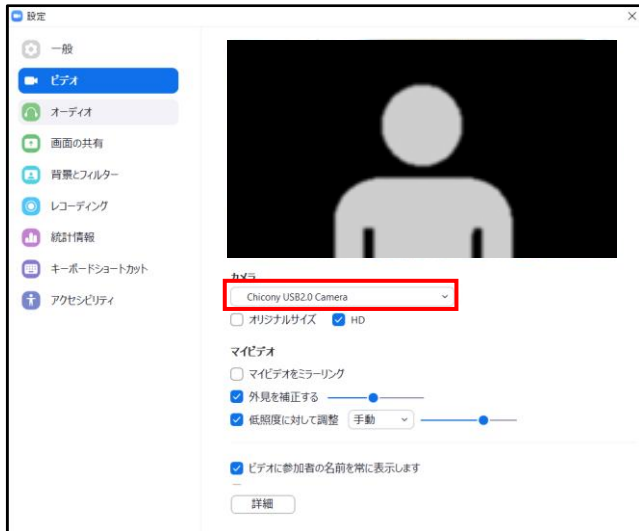 設定
一般
ビデオ
オーディオ
画面の共有
背景とフィルター
レコーディング
統計情報
キーボードショートカット
アクセシビリティ
カメラ
Chicony USB2.0 Camera
オリジナルサイズ HD
マイビデオ
マイビデオをミラーリング
外見を補正する
低照度に対して調整 手動
ビデオに参加者の名前を常に表示します
詳細